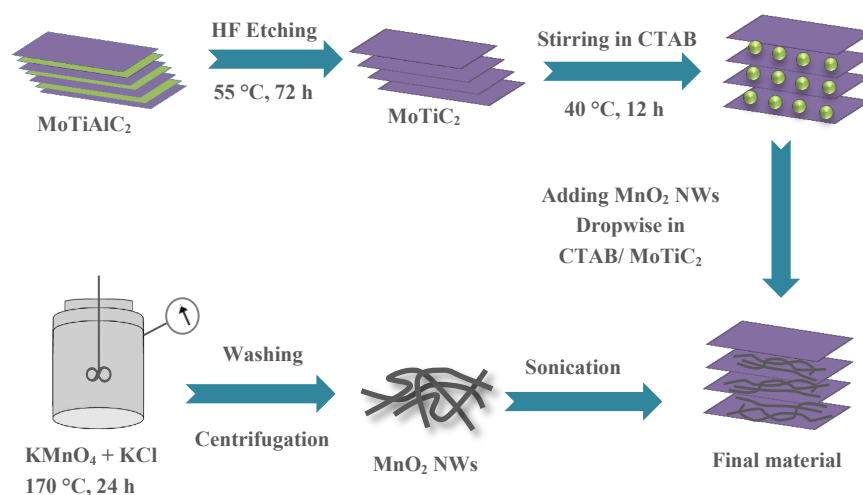 HF Etching
55 °C, 72 h
MoTiAlC₂
MoTiC₂
Stirring in CTAB
40 °C, 12 h
Adding MnO₂ NWs
Dropwise in
CTAB/ MoTiC₂
KMnO₄ + KCl
170 °C, 24 h
Washing
Centrifugation
MnO₂ NWs
Sonication
Final material